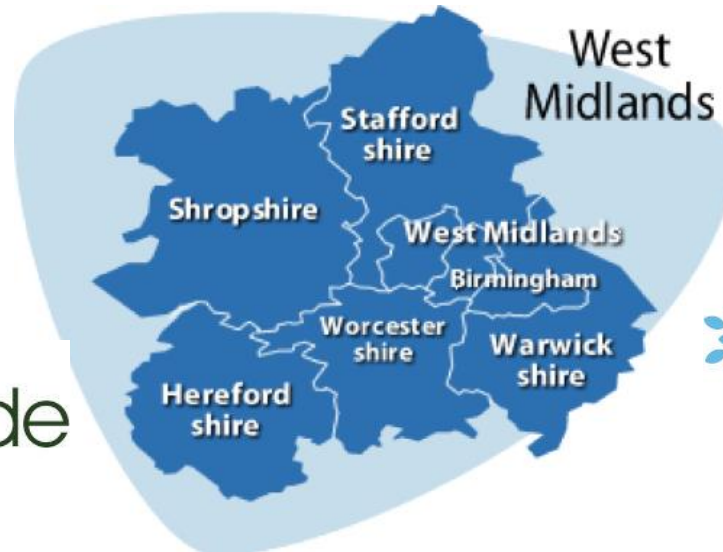 West
Midlands
Stafford
shire
Shropshire
West Midlands
Birmingham
Worcester
shire
Warwick
shire
Hereford
shire
de